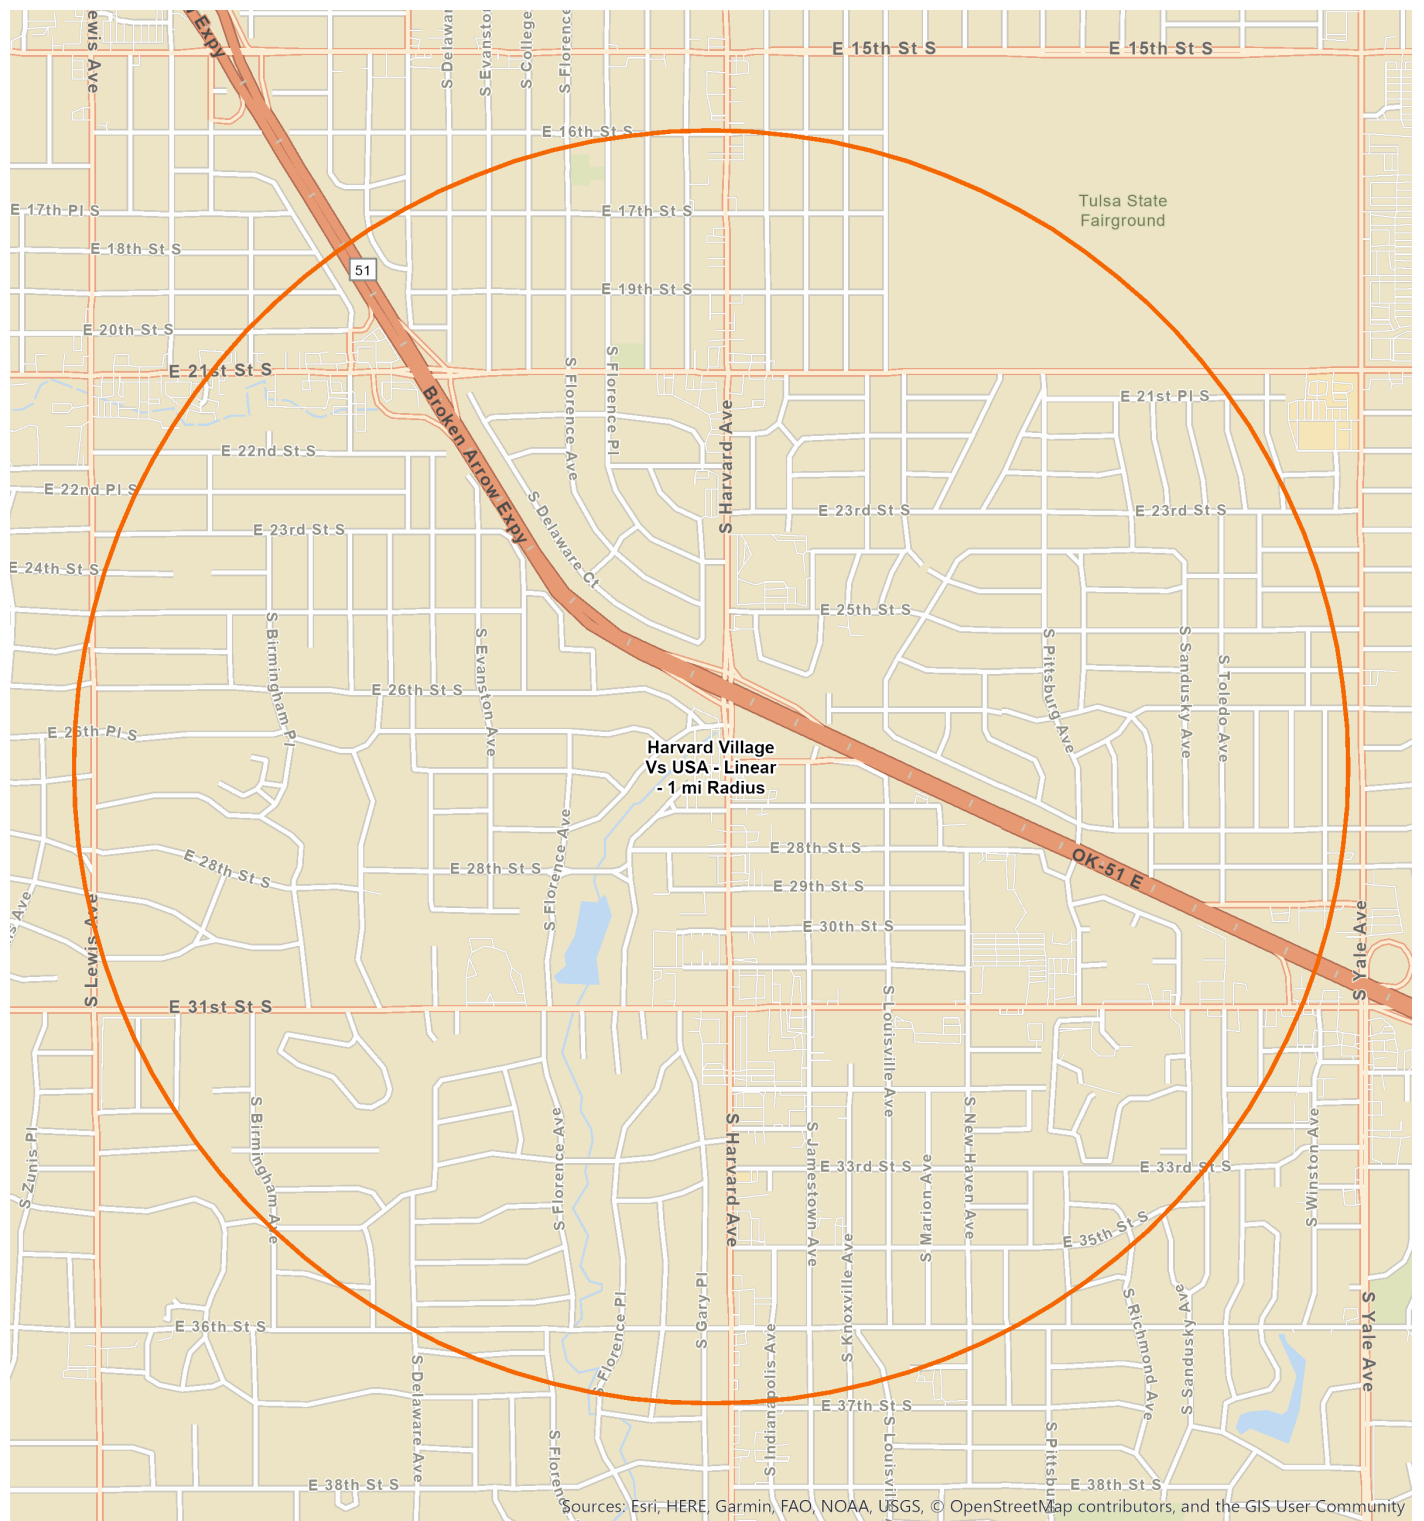 E 15th St S
E 15th St S
Expy
ewis Ave
S Delawar
S Evanston
S College
S Florence
E 16th St S
Tulsa State
Fairground
E 17th Pl S
E 17th St S
E 18th St S
51
E 19th St S
E 20th St S
E 21st St S
S Florence Ave
S Florence Pl
Broken Arrow Expy
S Harvard Ave
E 21st Pl S
E 22nd St S
E 22nd Pl S
S Delaware Ct
E 23rd St S
E 23rd St S
E 23rd St S
E 24th St S
E 25th St S
S Birmingham Pl
S Evanston Ave
S Pittsburg Ave
S Sandusky Ave
S Toledo Ave
E 26th St S
E 26th Pl S
Harvard Village
Vs USA - Linear
- 1 mi Radius
S Florence Ave
E 28th St S
E 28th St S
E 28th St S
OK-51 E
E 29th St S
s Ave
S Lewis Ave
S Yale Ave
E 30th St S
E 31st St S
S Louisville Ave
S Zunis Pl
S Birmingham Ave
S Florence Ave
S Harvard Ave
S Jamestown Ave
S Marion Ave
S New Haven Ave
S Winston Ave
E 33rd St S
E 33rd St S
E 35th St S
S Knoxville Ave
S Florence Pl
S Gary Pl
S Richmond Ave
S Sandusky Ave
S Yale Ave
E 36th St S
S Indianapolis Ave
S Delaware Ave
E 37th St S
S Florenc
S Louisvill
S Pittsbu
E 38th St S
E 38th St S
Sources: Esri, HERE, Garmin, FAO, NOAA, USGS, © OpenStreetMap contributors, and the GIS User Community